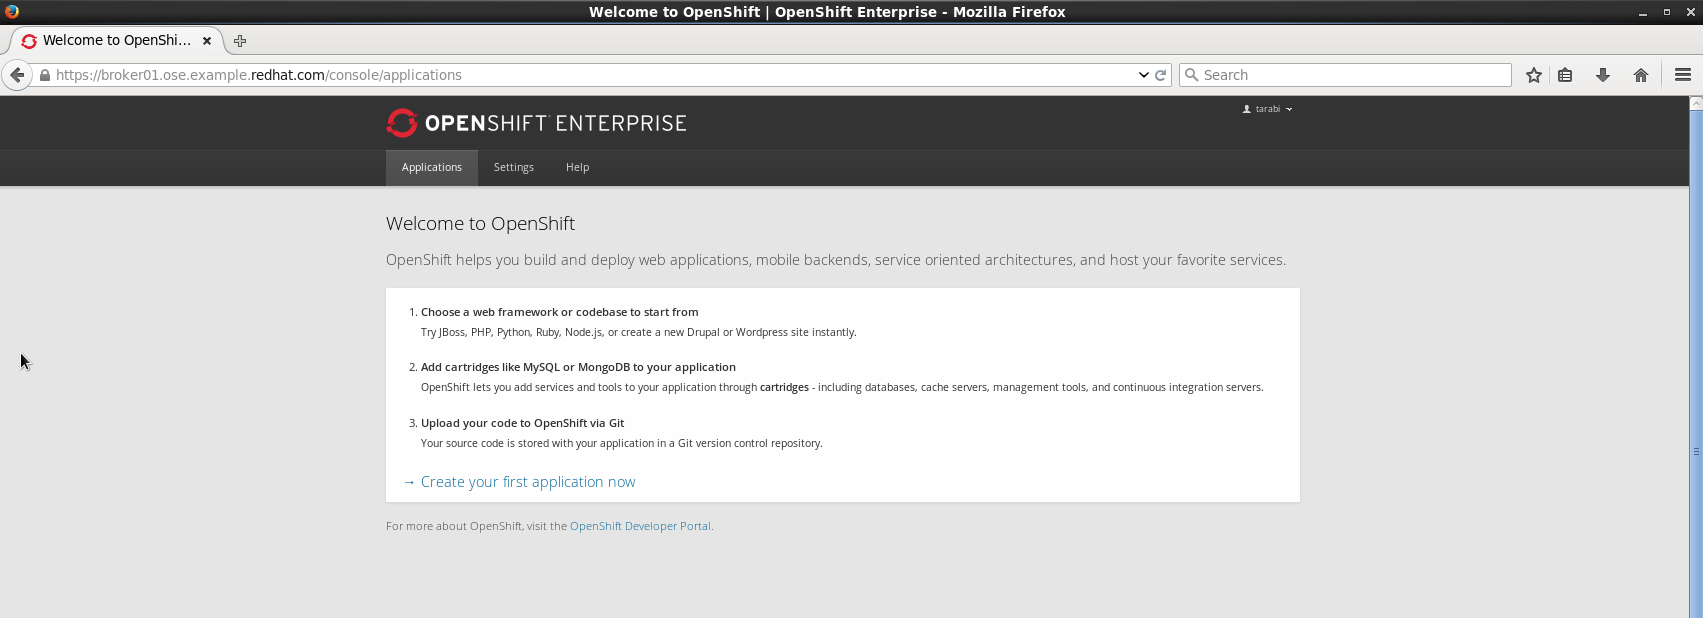 Welcome to OpenShift | OpenShift Enterprise - Mozilla Firefox
Welcome to OpenShi...
https://broker01.ose.example.redhat.com/console/applications
Search
OPENSHIFT ENTERPRISE
tarabi
Applications Settings Help
Welcome to OpenShift
OpenShift helps you build and deploy web applications, mobile backends, service oriented architectures, and host your favorite services.
1. Choose a web framework or codebase to start from
Try JBoss, PHP, Python, Ruby, Node.js, or create a new Drupal or Wordpress site instantly.
2. Add cartridges like MySQL or MongoDB to your application
OpenShift lets you add services and tools to your application through cartridges - including databases, cache servers, management tools, and continuous integration servers.
3. Upload your code to OpenShift via Git
Your source code is stored with your application in a Git version control repository.
→ Create your first application now
For more about OpenShift, visit the OpenShift Developer Portal.